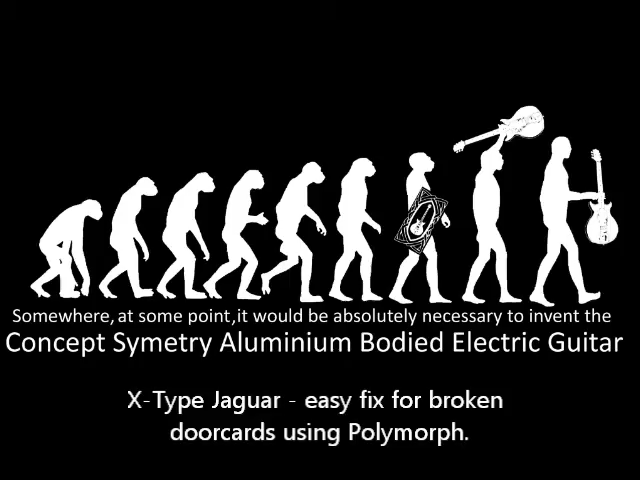 Somewhere, at some point,it would be absolutely necessary to invent the
Concept Symetry Aluminium Bodied Electric Guitar
X-Type Jaguar - easy fix for broken
doorcards using Polymorph.